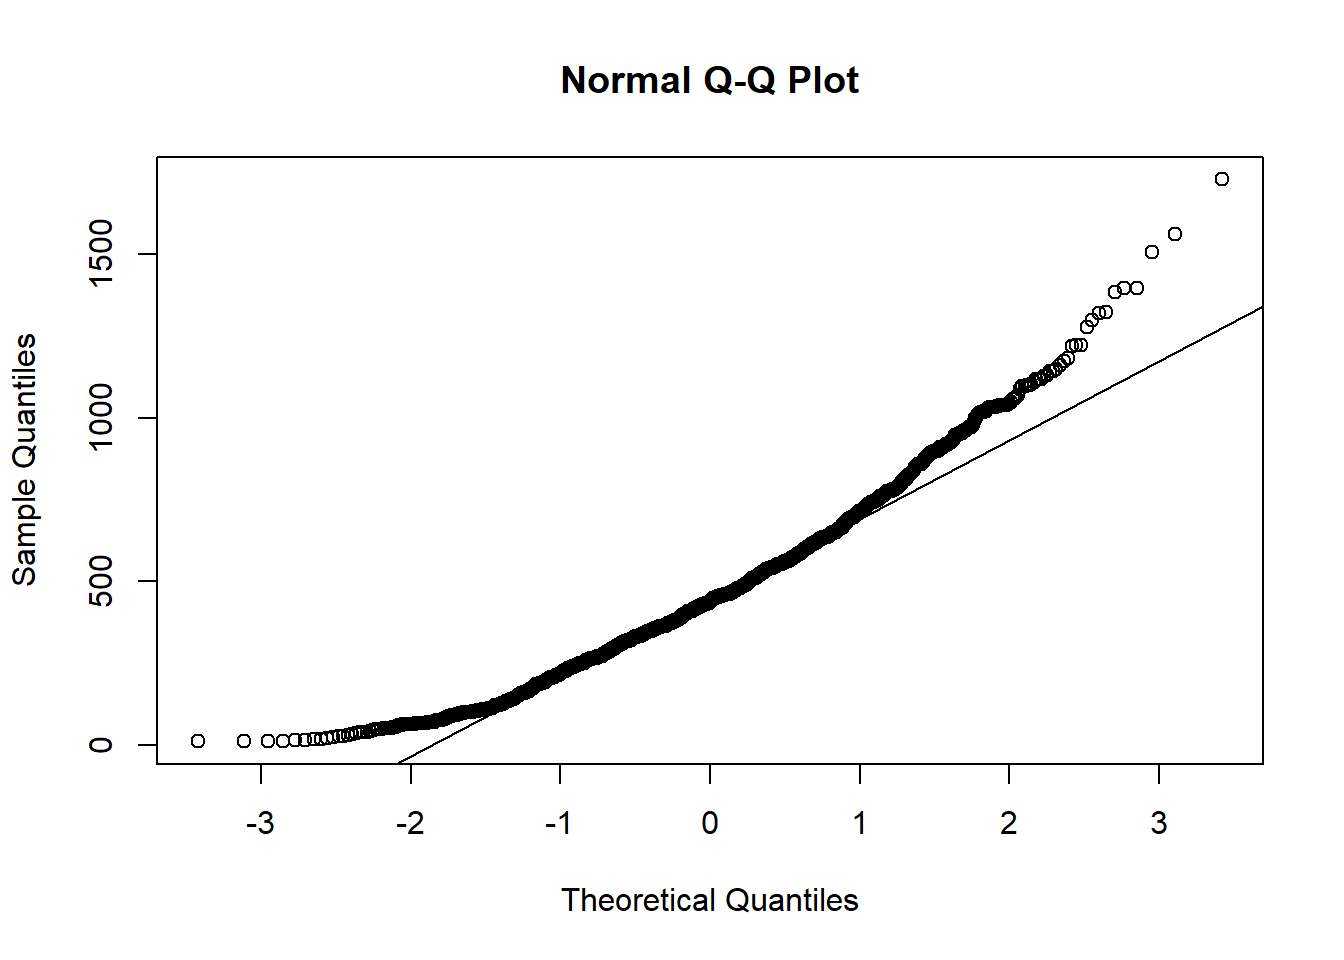 Normal Q-Q Plot
Sample Quantiles
1500
1000
500
0
-3 -2 -1 0 1 2 3
Theoretical Quantiles